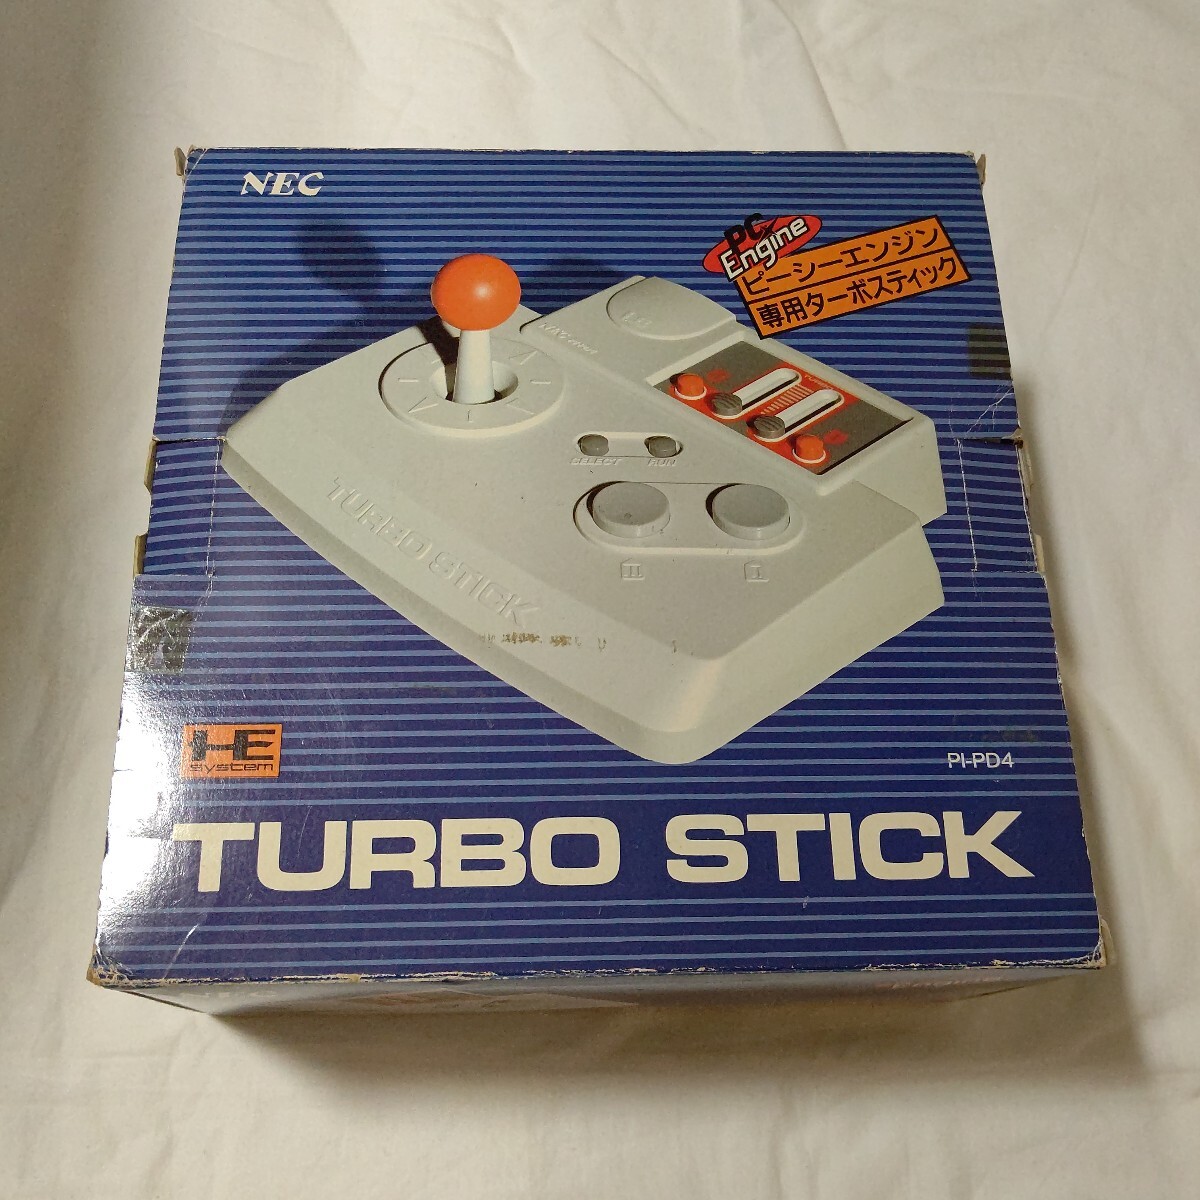 NEC
PC Engine
ピーシーエンジン
専用ターボスティック
SELECT RUN
TURBO STICK
II I
HE
system
PI-PD4
TURBO STICK